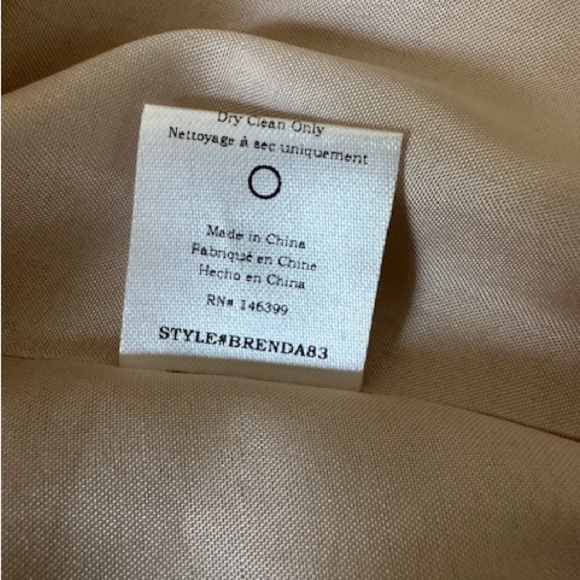 Dry Clean Only
Nettoyage à sec uniquement
Made in China
Fabriqué en Chine
Hecho en China
RN# 146399
STYLE#BRENDA83